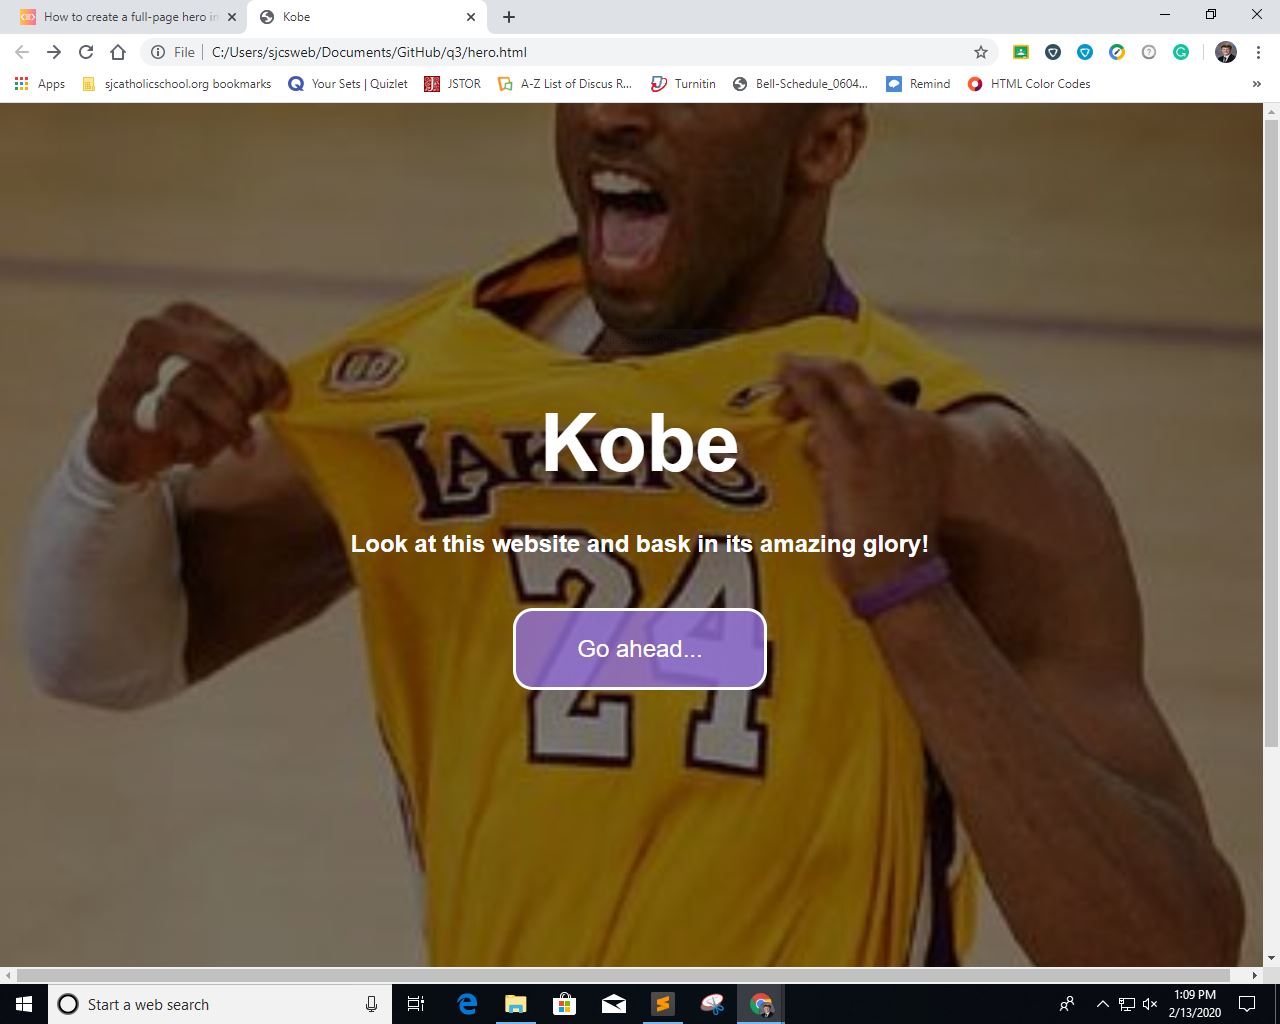 How to create a full-page hero in
Kobe
File
C:/Users/sjcsweb/Documents/GitHub/q3/hero.html
Apps
sjcatholicschool.org bookmarks
Your Sets | Quizlet
JSTOR
A-Z List of Discus R...
Turnitin
Bell-Schedule_0604...
Remind
HTML Color Codes
»
60
LAKERS
Kobe
Look at this website and bask in its amazing glory!
24
Go ahead...
Start a web search
1:09 PM
2/13/2020